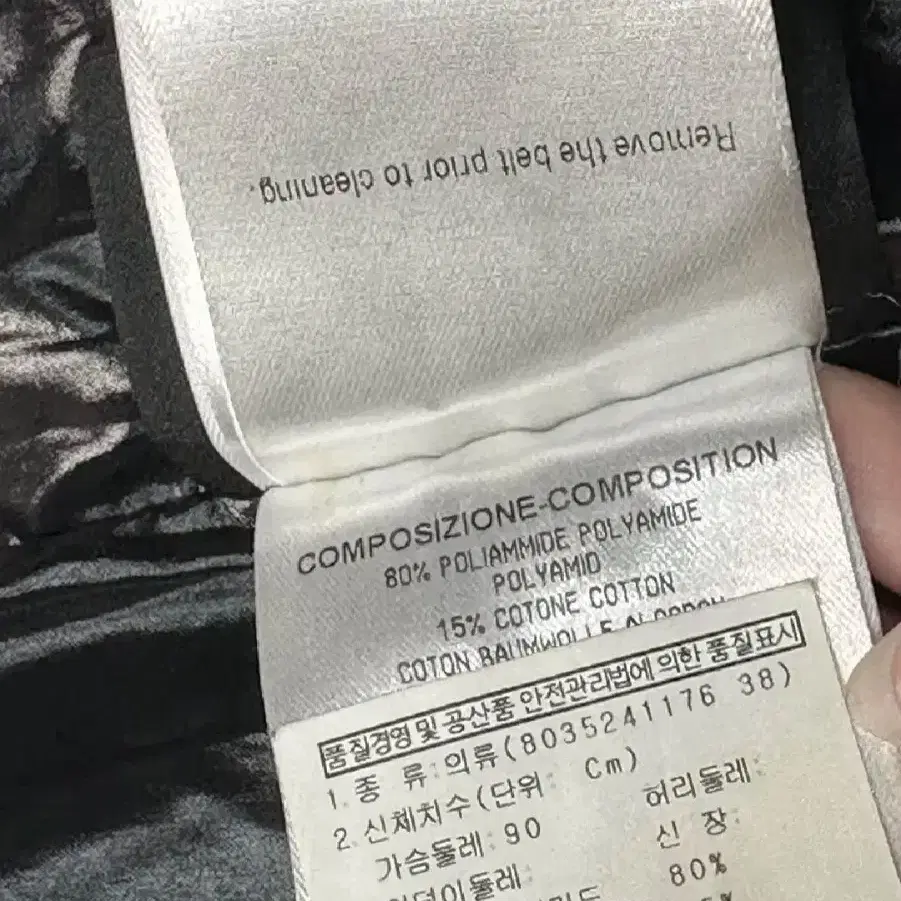 Remove the belt prior to cleaning.
COMPOSIZIONE-COMPOSITION
80% POLIAMMIDE POLYAMIDE
POLYAMID
15% COTONE COTTON
COTON BAUMWOLLE ALGODON
품질경영 및 공산품 안전관리법에 의한 품질표시
1. 종 류: 의류(8035241176 38)
2. 신체치수(단위: Cm)
가슴둘레: 90 허리둘레:
신 장:
80%